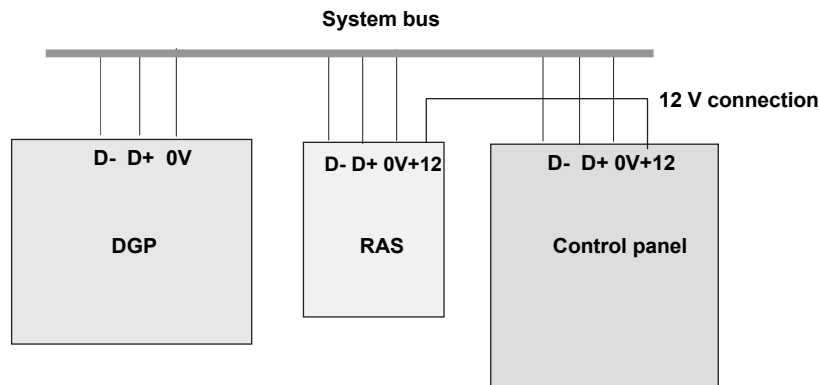 System bus
12 V connection
D- D+ 0V
D- D+ 0V+12
D- D+ 0V+12
DGP
RAS
Control panel